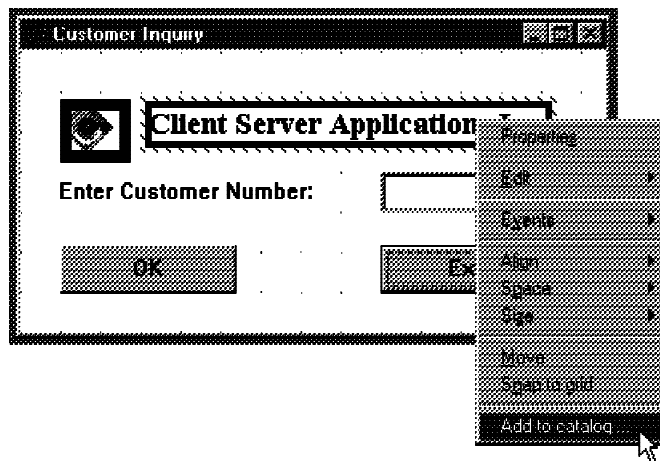 Customer Inquiry
Client Server Application
Enter Customer Number:
OK
Ex
Properties
Edit
Events
Align
Space
Size
Move
Snap to grid
Add to catalog ...